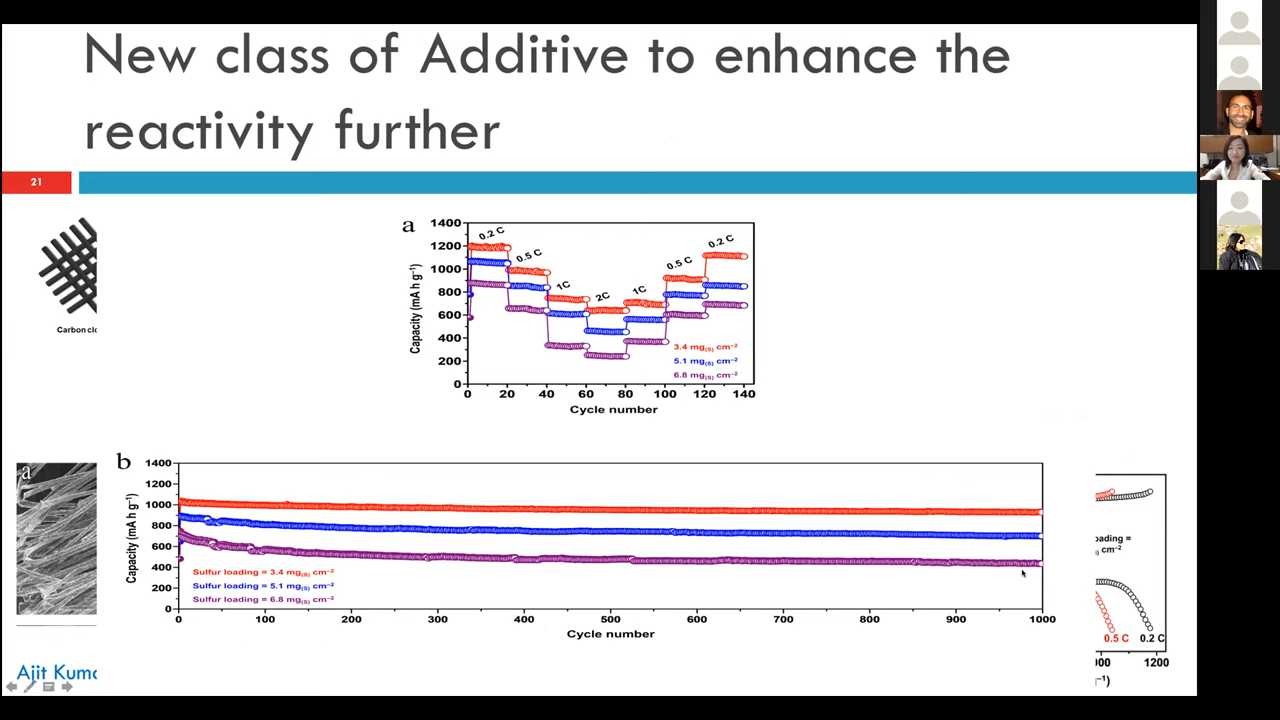 New class of Additive to enhance the
reactivity further
21
Carbon clo
a
1400
1200
1000
800
600
400
200
0
Capacity (mA h g⁻¹)
0.2 C
0.5 C
1C
2C
1C
0.5 C
0.2 C
3.4 mg(S) cm⁻²
5.1 mg(S) cm⁻²
6.8 mg(S) cm⁻²
0 20 40 60 80 100 120 140
Cycle number
a
b
1400
1200
1000
800
600
400
200
0
Capacity (mA h g⁻¹)
Sulfur loading = 3.4 mg(S) cm⁻²
Sulfur loading = 5.1 mg(S) cm⁻²
Sulfur loading = 6.8 mg(S) cm⁻²
0 100 200 300 400 500 600 700 800 900 1000
Cycle number
oading =
cm⁻²
0.5 C 0.2 C
00 1200
⁻¹)
Ajit Kum